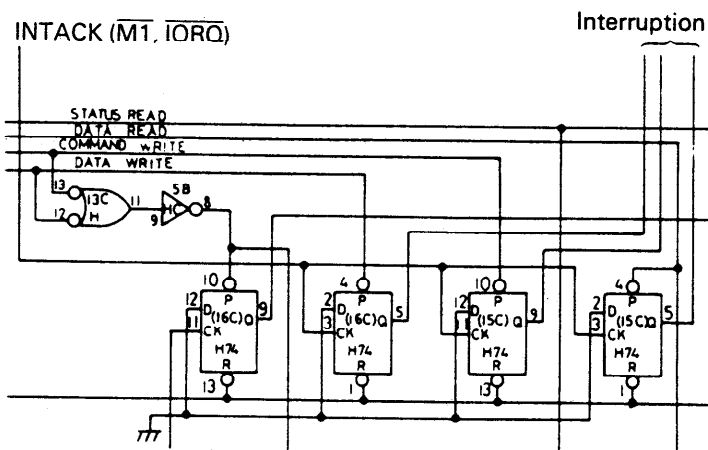 INTACK (M1, IORQ)
Interruption
STATUS READ
DATA READ
COMMAND WRITE
DATA WRITE
13 13C 11 5B
12 H 9 HC 8
10 4 10 4
P P P P
12 D (16C) Q 9 2 D (16C) Q 5 12 D (15C) Q 9 2 D (15C) Q 5
11 CK 3 CK 11 CK 3 CK
H74 H74 H74 H74
R R R R
13 1 13 1